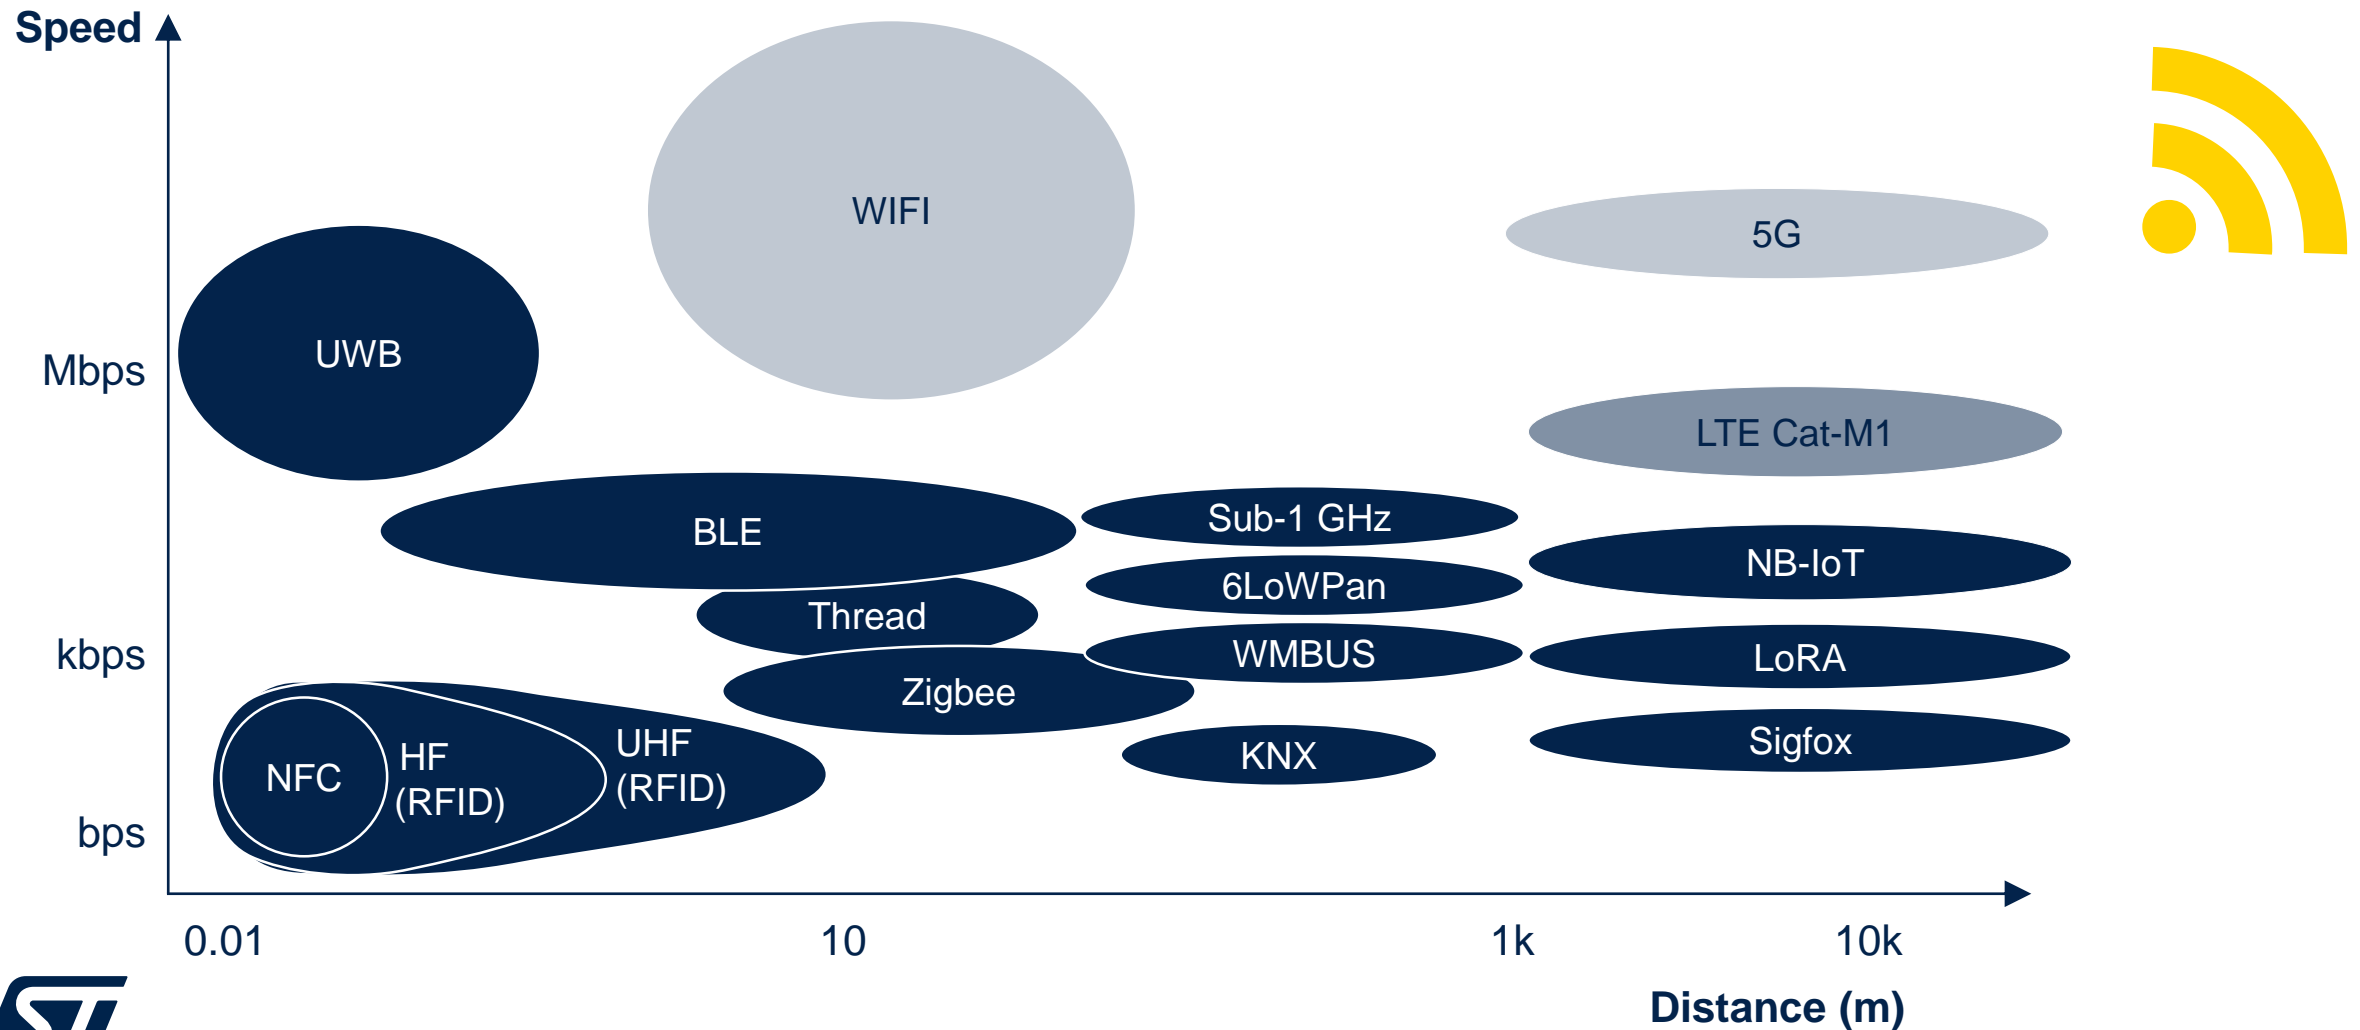 Speed
WIFI
5G
UWB
Mbps
LTE Cat-M1
BLE
Sub-1 GHz
NB-IoT
6LoWPan
Thread
kbps
WMBUS
LoRA
Zigbee
UHF
(RFID)
HF
(RFID)
NFC
KNX
Sigfox
bps
0.01
10
1k
10k
Distance (m)
ST